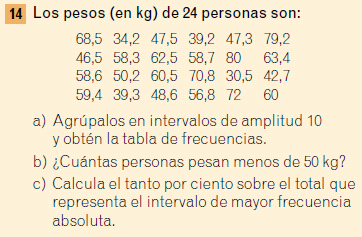 14 Los pesos (en kg) de 24 personas son:
68,5 34,2 47,5 39,2 47,3 79,2
46,5 58,3 62,5 58,7 80 63,4
58,6 50,2 60,5 70,8 30,5 42,7
59,4 39,3 48,6 56,8 72 60
a) Agrúpalos en intervalos de amplitud 10
y obtén la tabla de frecuencias.
b) ¿Cuántas personas pesan menos de 50 kg?
c) Calcula el tanto por ciento sobre el total que
representa el intervalo de mayor frecuencia
absoluta.